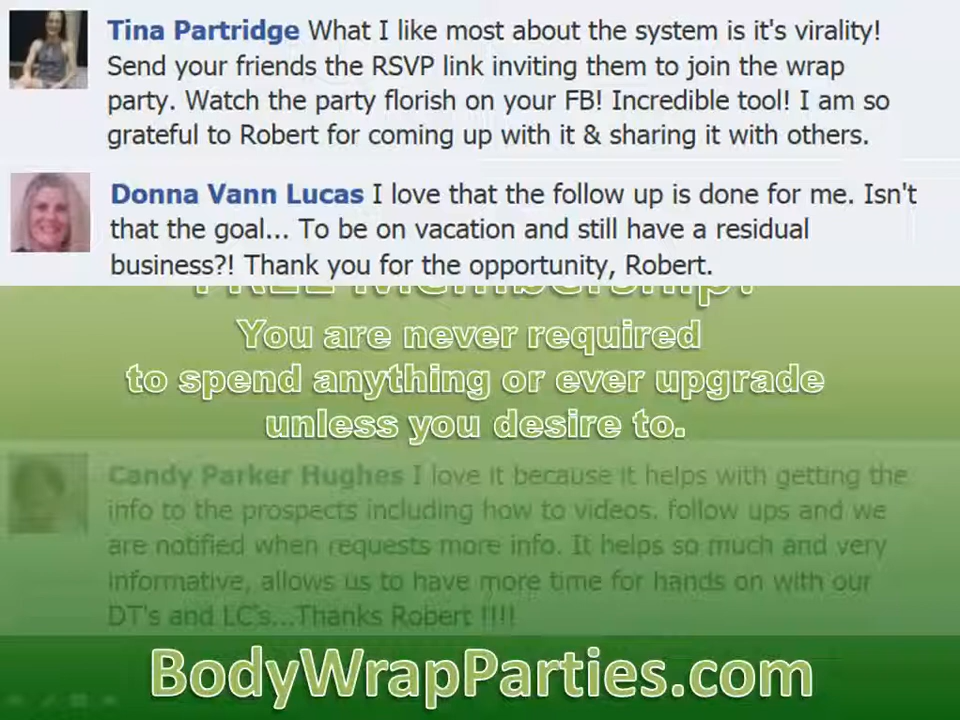 Tina Partridge What I like most about the system is it's virality!
Send your friends the RSVP link inviting them to join the wrap
party. Watch the party florish on your FB! Incredible tool! I am so
grateful to Robert for coming up with it & sharing it with others.
Donna Vann Lucas I love that the follow up is done for me. Isn't
that the goal... To be on vacation and still have a residual
business?! Thank you for the opportunity, Robert.
FREE Membership!
You are never required
to spend anything or ever upgrade
unless you desire to.
Candy Parker Hughes I love it because it helps with getting the
info to the prospects including how to videos. follow ups and we
are notified when requests more info. It helps so much and very
informative, allows us to have more time for hands on with our
DT's and LC's...Thanks Robert !!!!
BodyWrapParties.com